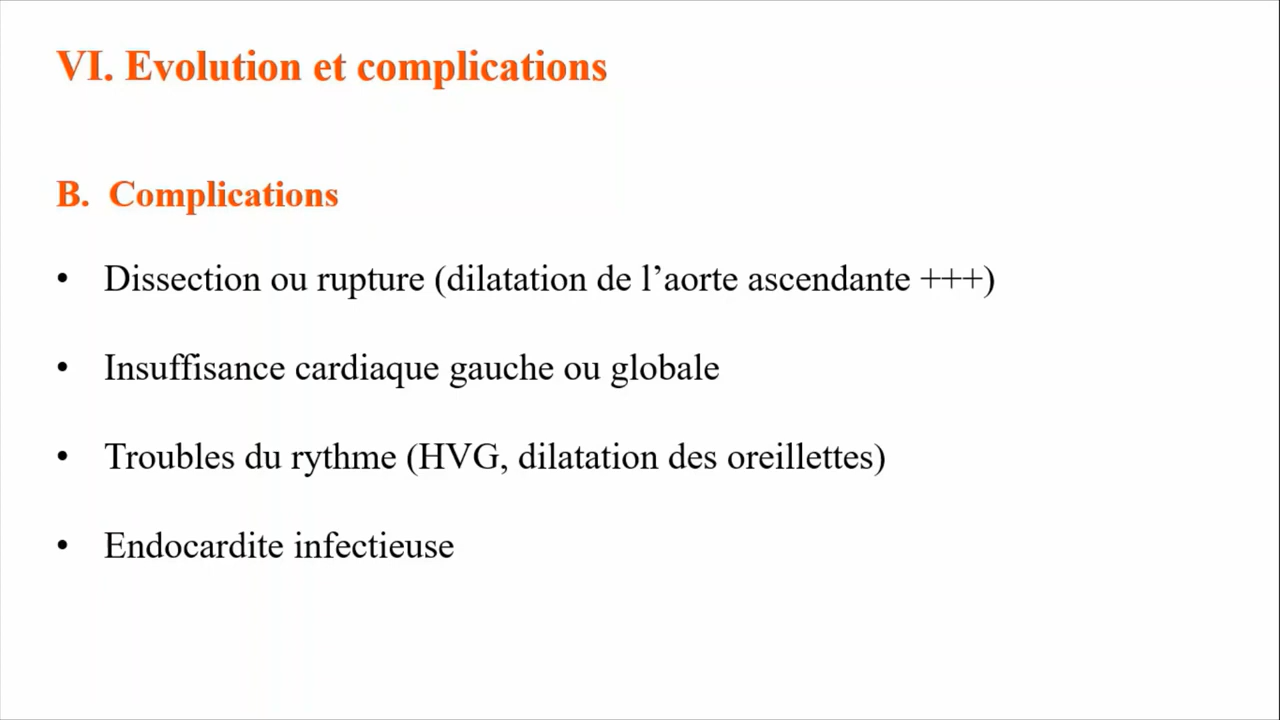 VI. Evolution et complications
B. Complications
• Dissection ou rupture (dilatation de l’aorte ascendante +++)
• Insuffisance cardiaque gauche ou globale
• Troubles du rythme (HVG, dilatation des oreillettes)
• Endocardite infectieuse